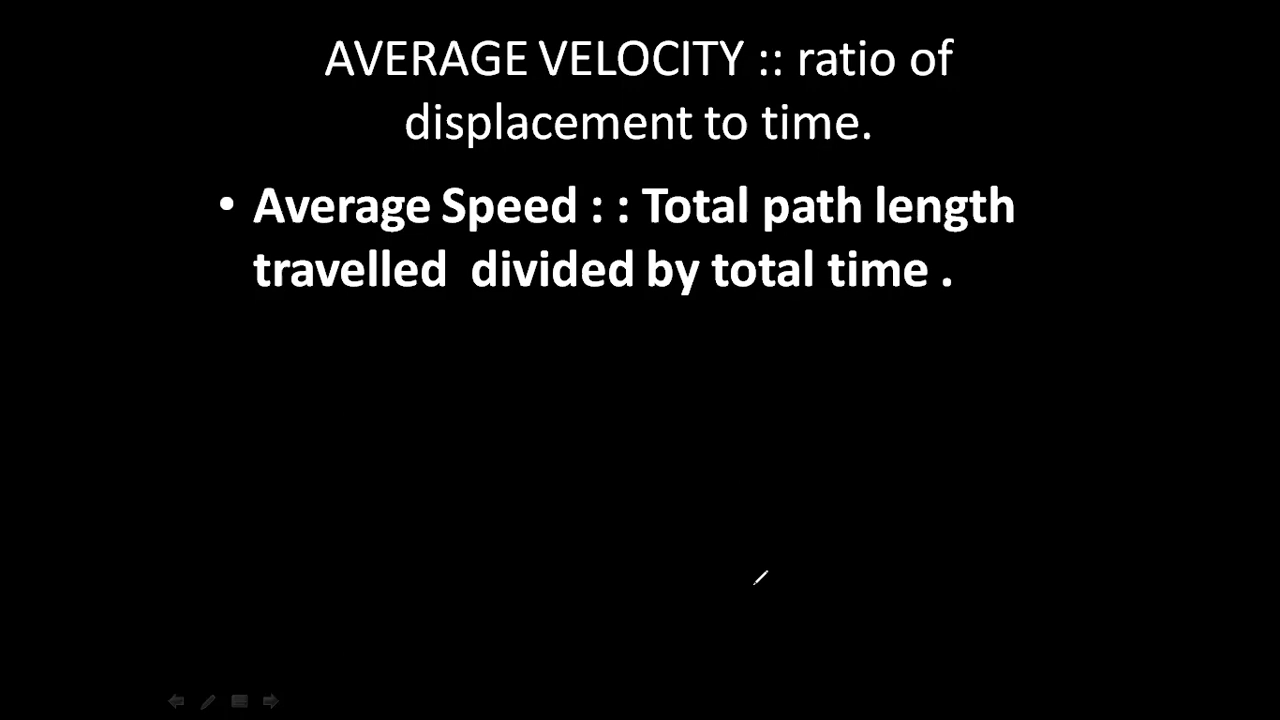 AVERAGE VELOCITY :: ratio of
displacement to time.
• Average Speed : : Total path length
travelled divided by total time .